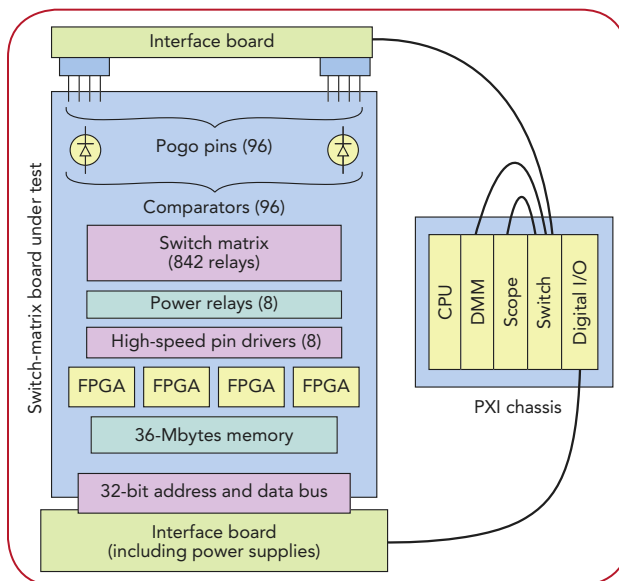 Interface board
Switch-matrix board under test
Pogo pins (96)
Comparators (96)
Switch matrix
(842 relays)
Power relays (8)
High-speed pin drivers (8)
FPGA
FPGA
FPGA
FPGA
36-Mbytes memory
32-bit address and data bus
Interface board
(including power supplies)
CPU
DMM
Scope
Switch
Digital I/O
PXI chassis